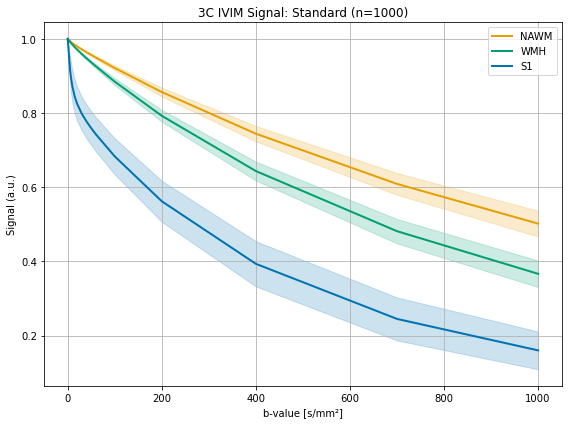 3C IVIM Signal: Standard (n=1000)
NAWM
WMH
S1
1.0
0.8
0.6
0.4
0.2
Signal (a.u.)
0
200
400
600
800
1000
b-value [s/mm²]